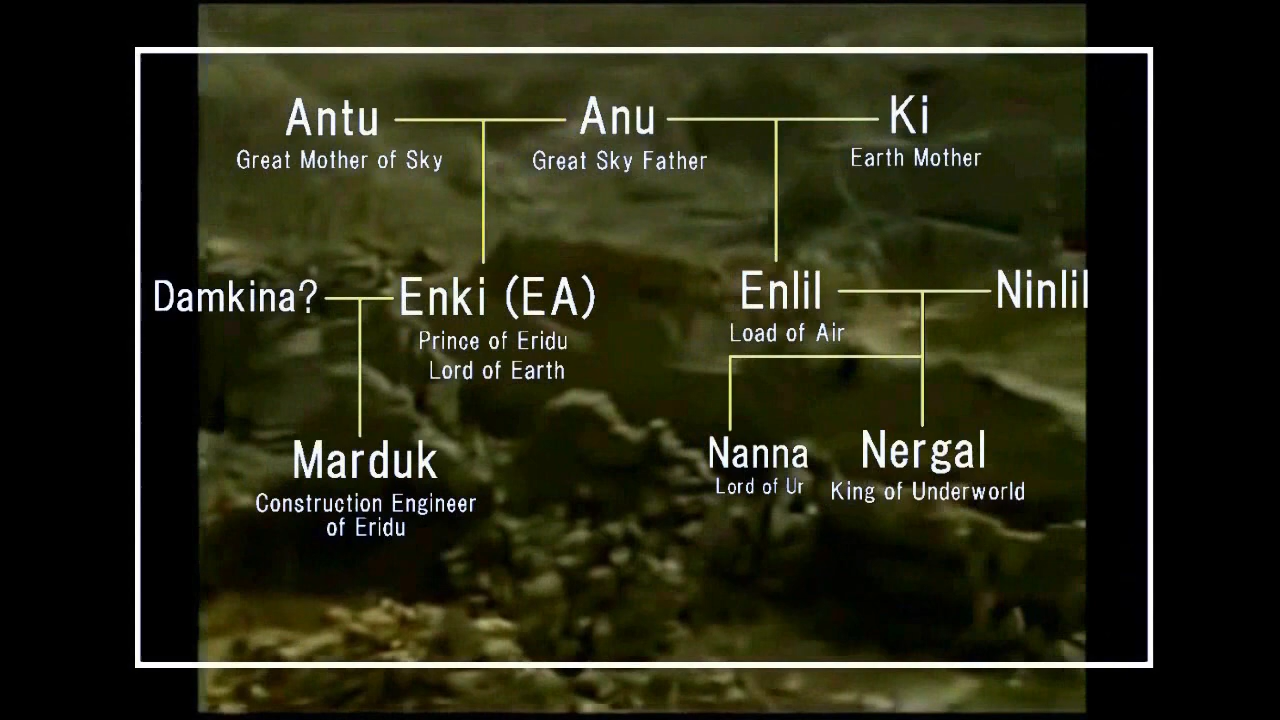 Antu
Great Mother of Sky
Anu
Great Sky Father
Ki
Earth Mother
Damkina?
Enki (EA)
Prince of Eridu
Lord of Earth
Enlil
Load of Air
Ninlil
Marduk
Construction Engineer
of Eridu
Nanna
Lord of Ur
Nergal
King of Underworld